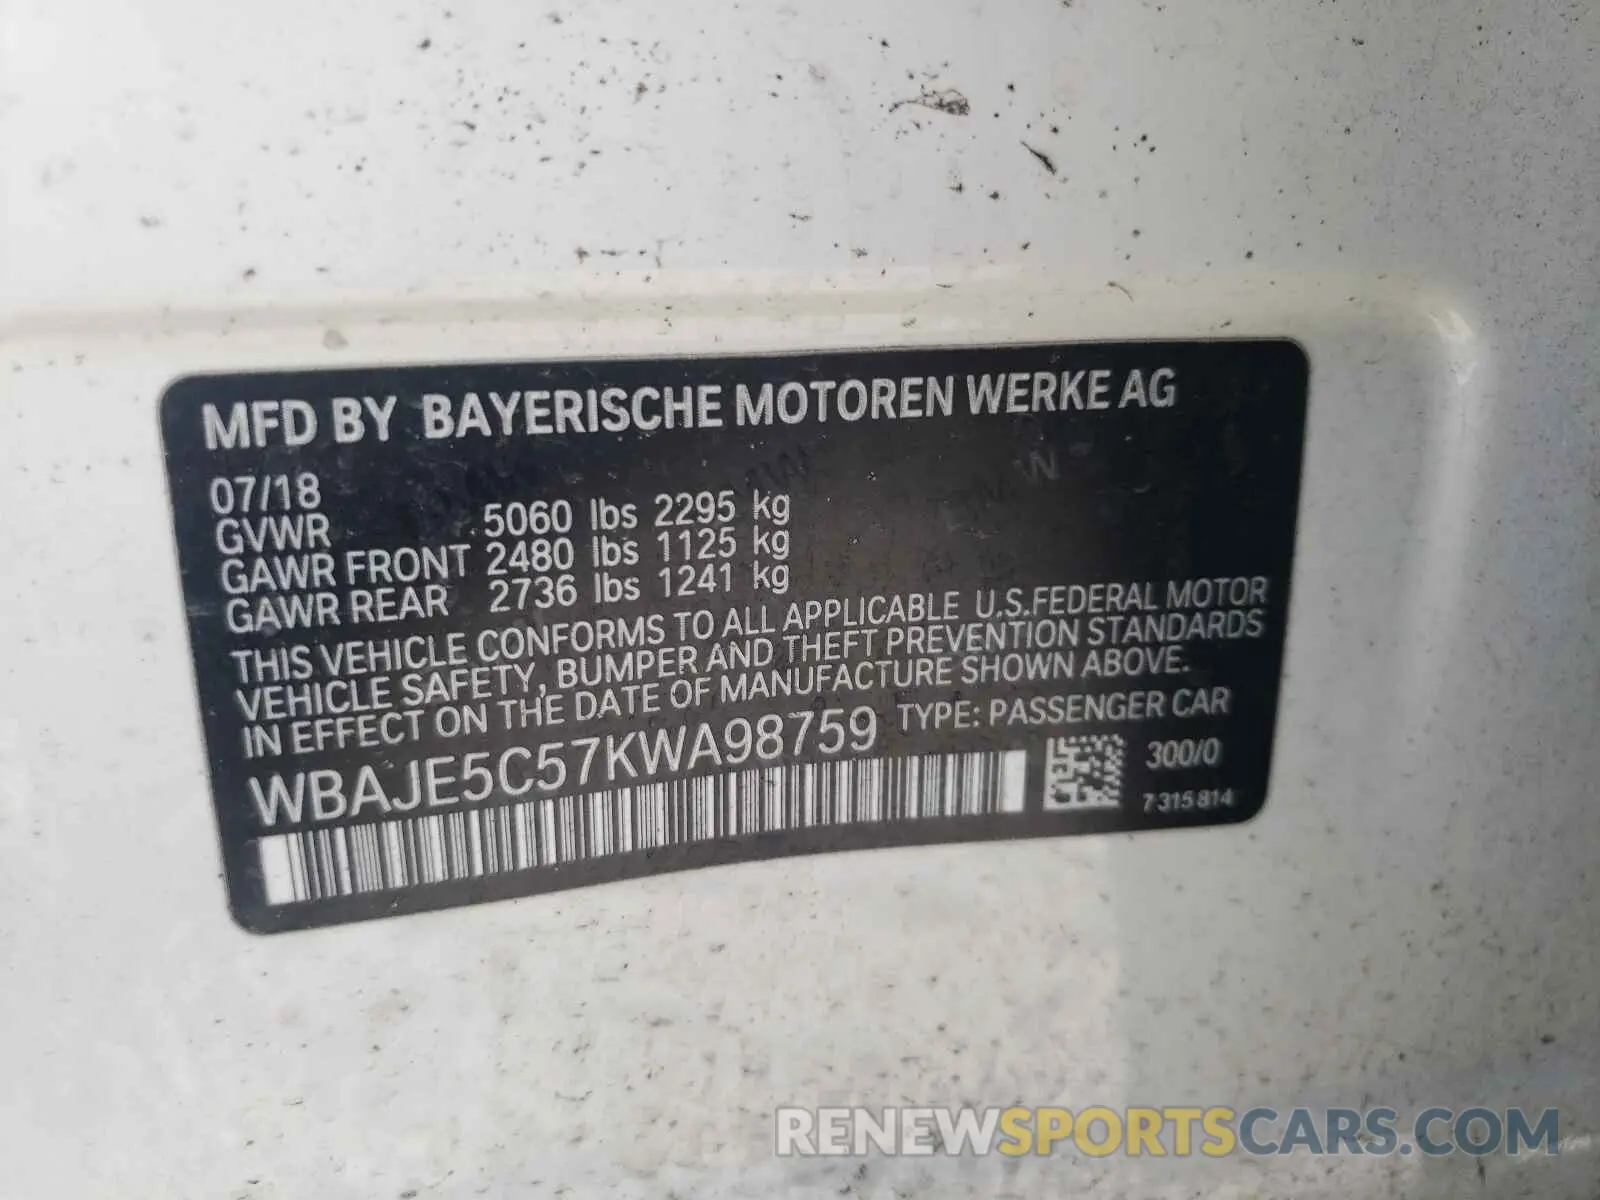 MFD BY BAYERISCHE MOTOREN WERKE AG
07/18
GVWR 5060 lbs 2295 kg
GAWR FRONT 2480 lbs 1125 kg
GAWR REAR 2736 lbs 1241 kg
THIS VEHICLE CONFORMS TO ALL APPLICABLE U.S.FEDERAL MOTOR
VEHICLE SAFETY, BUMPER AND THEFT PREVENTION STANDARDS
IN EFFECT ON THE DATE OF MANUFACTURE SHOWN ABOVE.
WBAJE5C57KWA98759 TYPE: PASSENGER CAR
300/0
7 315 814
RENEWSPORTSCARS.COM